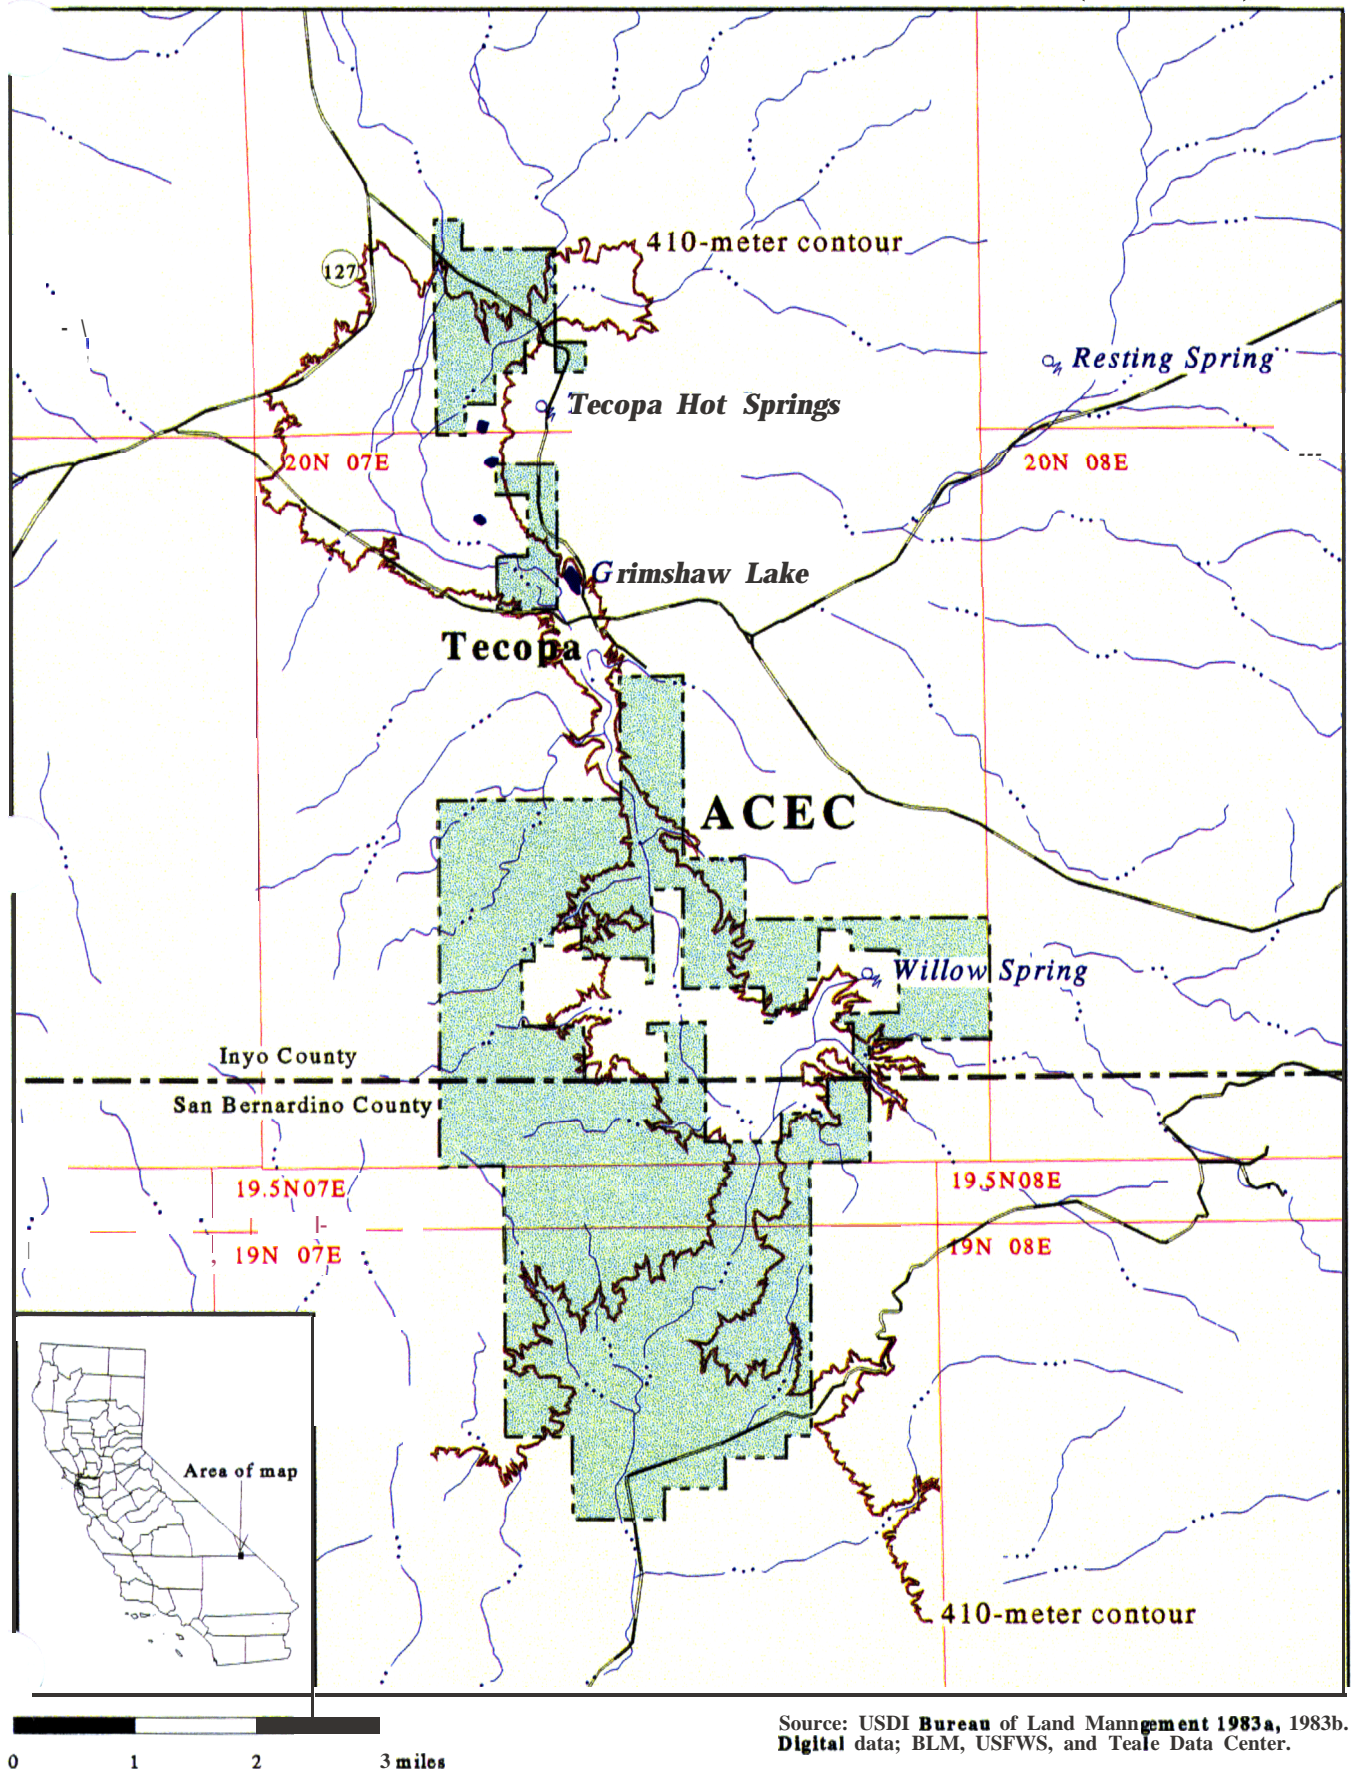 410-meter contour
127
Resting Spring
Tecopa Hot Springs
20N 07E
20N 08E
Grimshaw Lake
Tecopa
ACEC
Willow Spring
Inyo County
San Bernardino County
19.5N07E
19.5N08E
19N 07E
19N 08E
Area of map
410-meter contour
Source: USDI Bureau of Land Manngement 1983a, 1983b.
Digital data; BLM, USFWS, and Teale Data Center.
0 1 2 3 miles